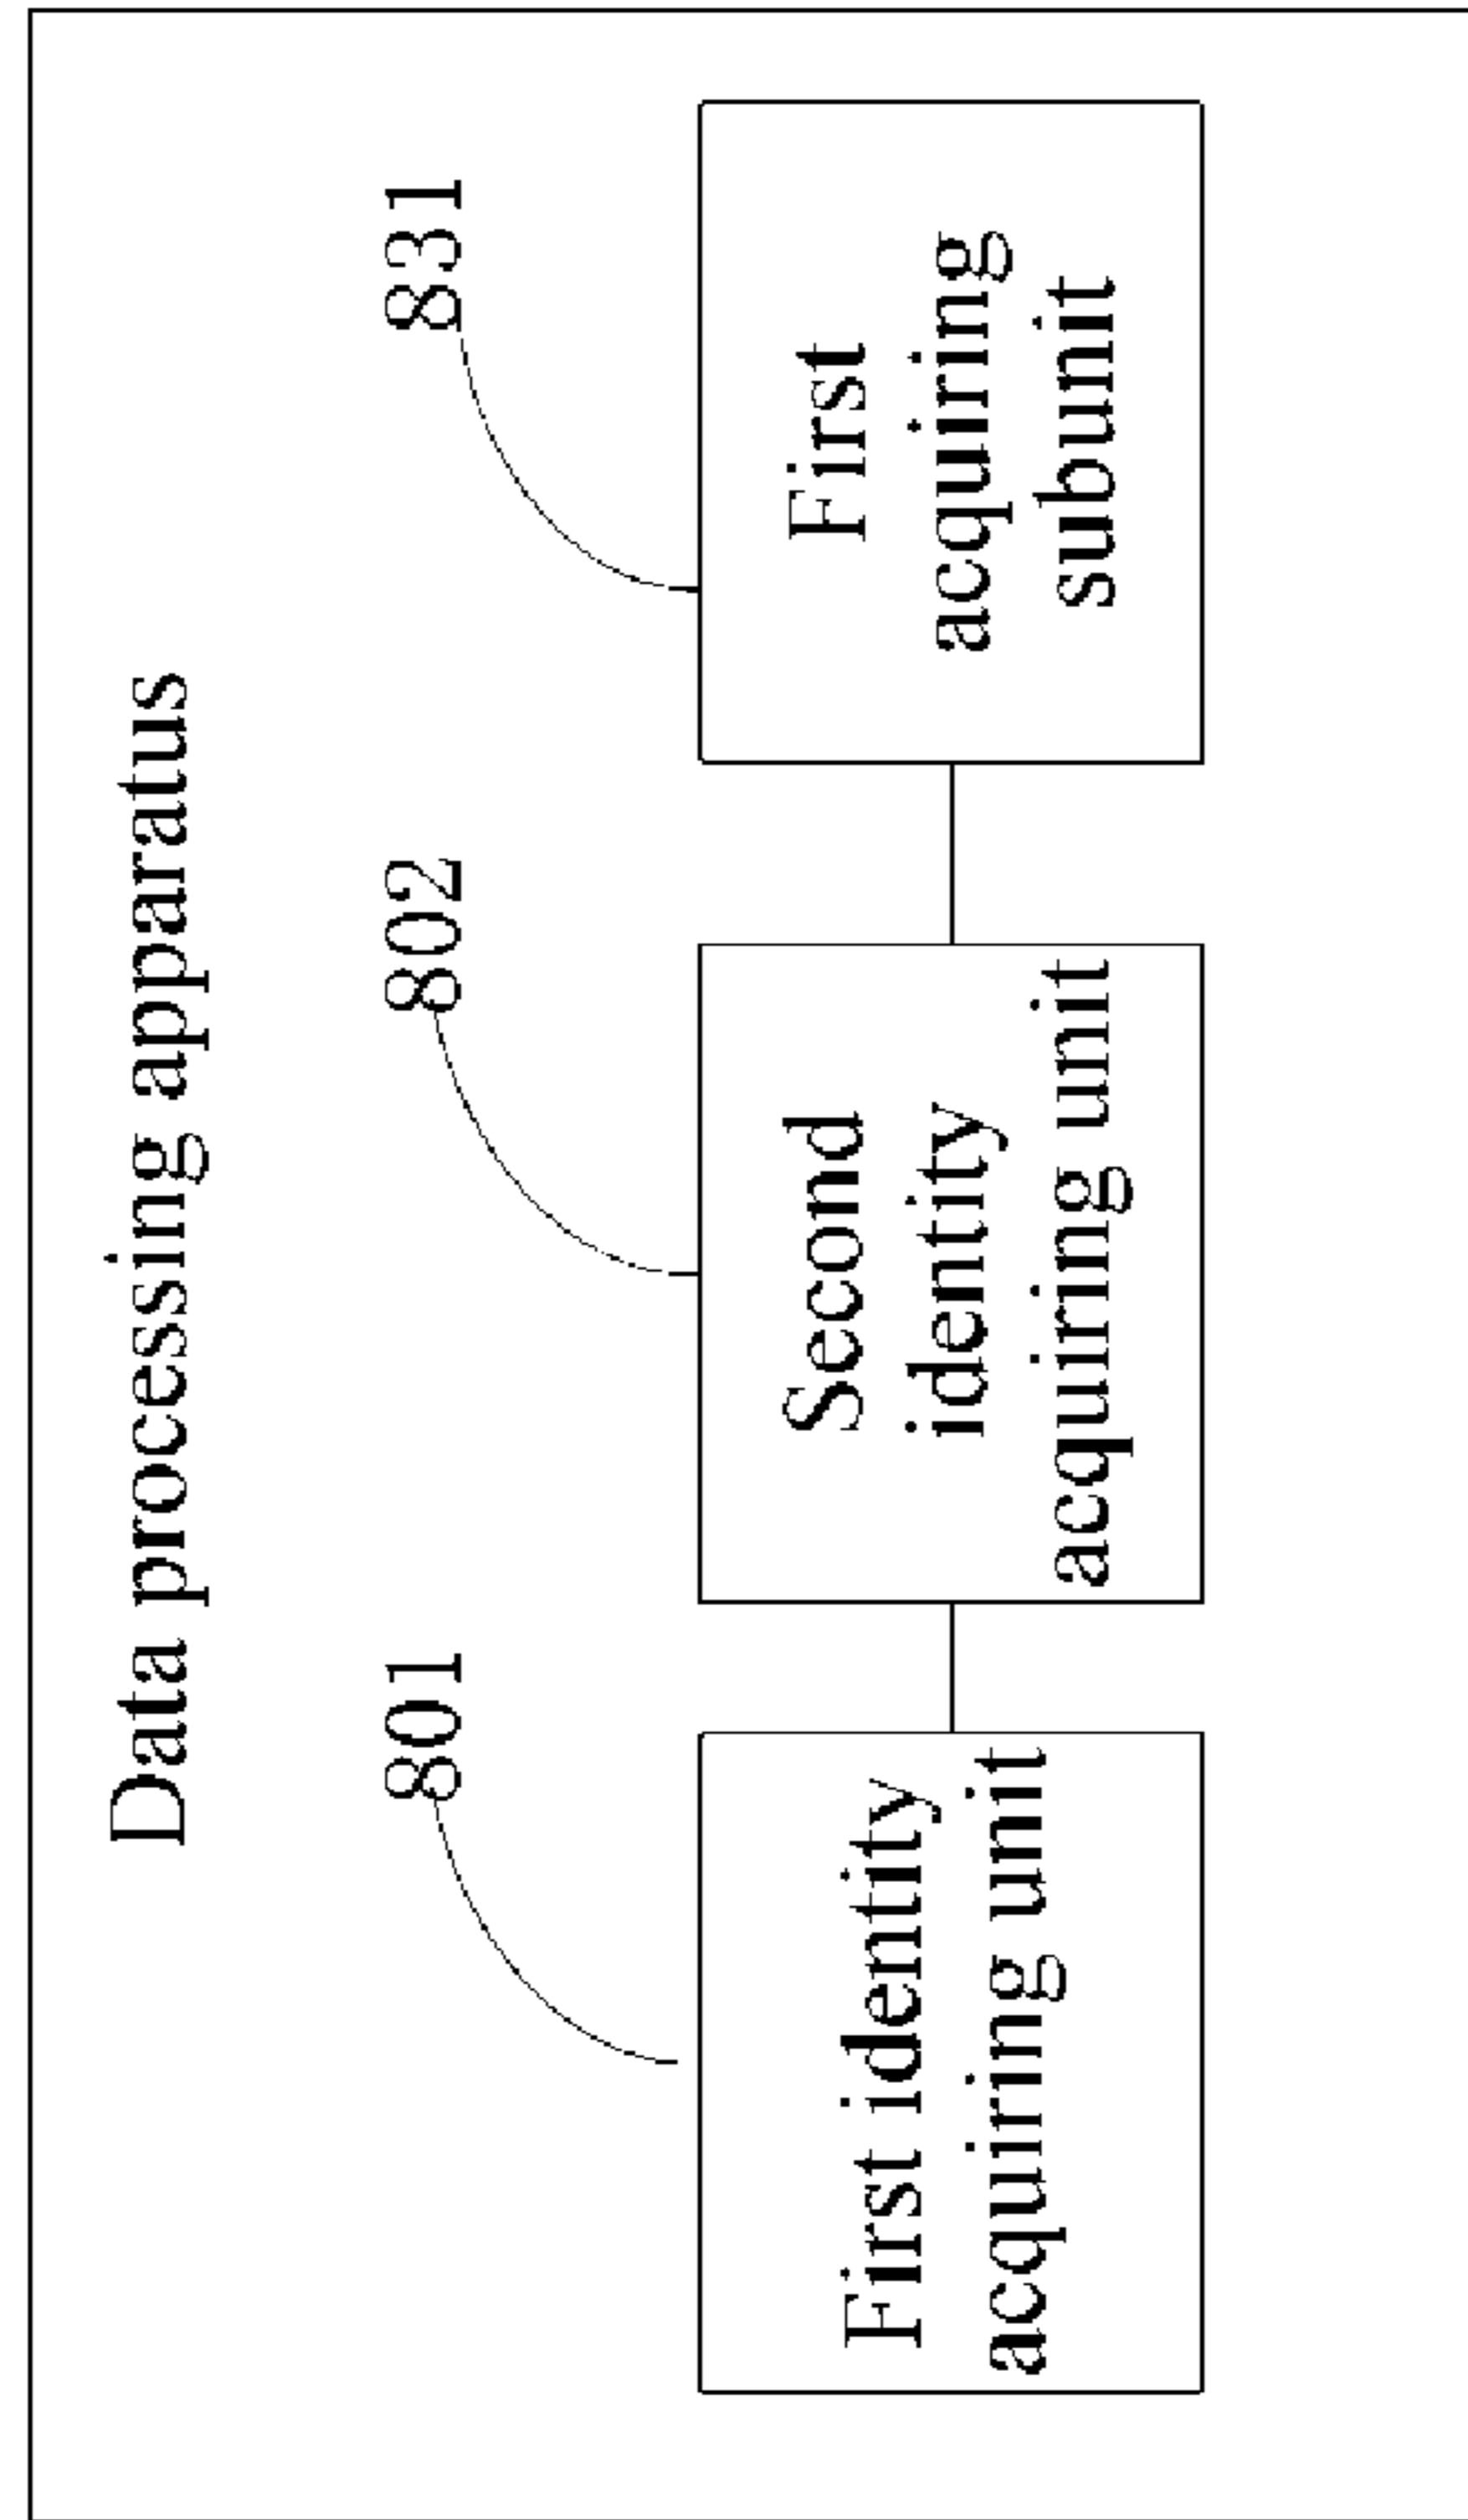 Data processing apparatus
801
802
831
First identity
acquiring unit
Second
identity
acquiring unit
First
acquiring
subunit